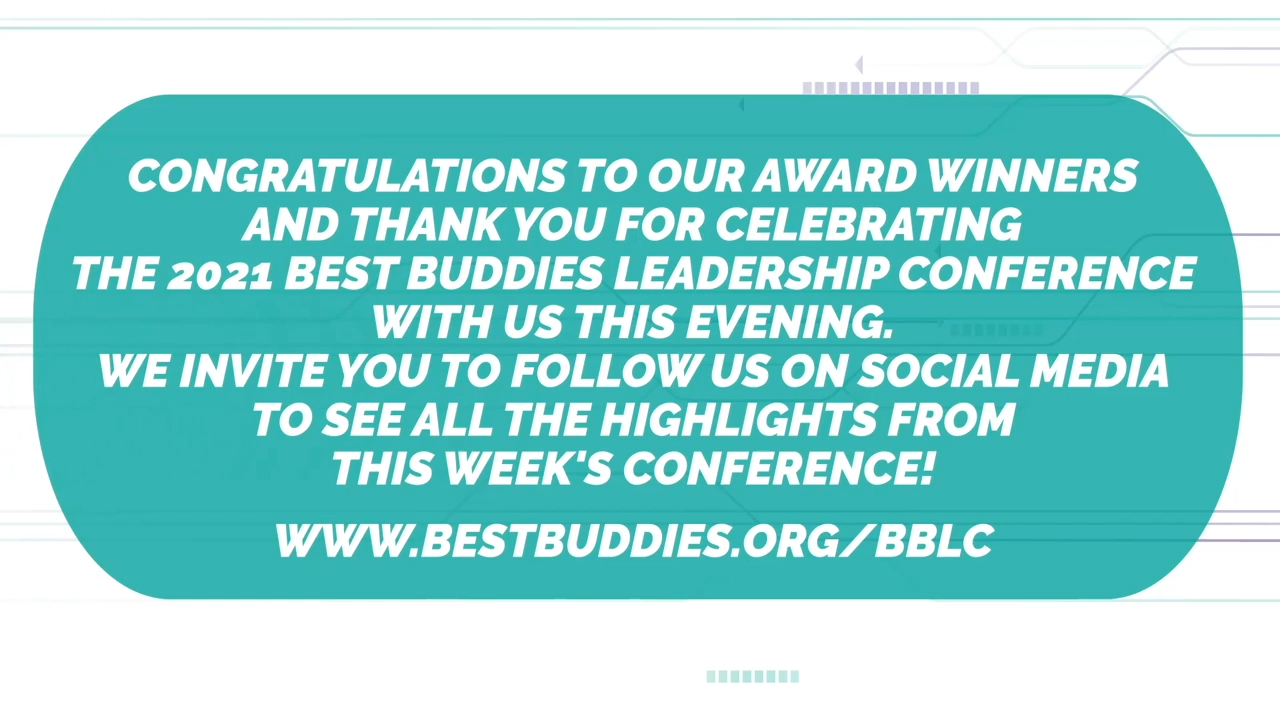 CONGRATULATIONS TO OUR AWARD WINNERS
AND THANK YOU FOR CELEBRATING
THE 2021 BEST BUDDIES LEADERSHIP CONFERENCE
WITH US THIS EVENING.
WE INVITE YOU TO FOLLOW US ON SOCIAL MEDIA
TO SEE ALL THE HIGHLIGHTS FROM
THIS WEEK'S CONFERENCE!
WWW.BESTBUDDIES.ORG/BBLC